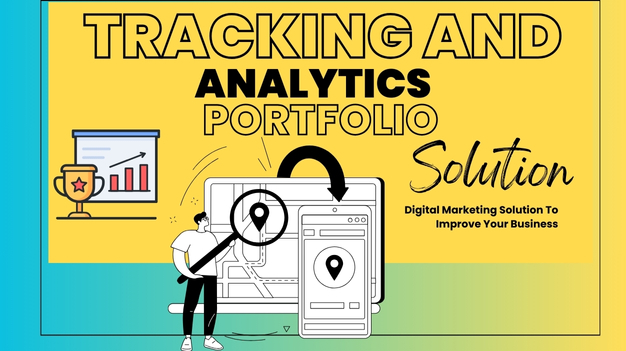 TRACKING AND
ANALYTICS
PORTFOLIO
Solution
Digital Marketing Solution To
Improve Your Business